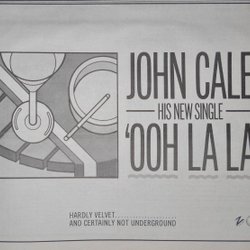 JOHN CALE
HIS NEW SINGLE
'OOH LA LA
HARDLY VELVET..........................
AND CERTAINLY NOT UNDERGROUND